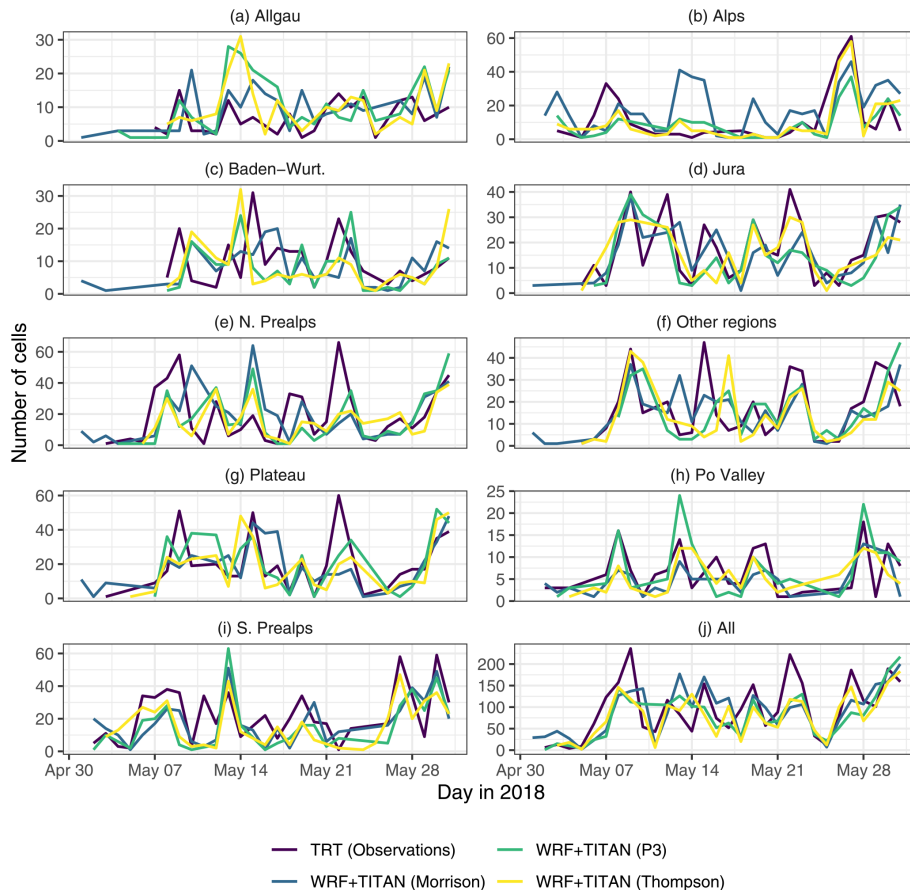 (a) Allgau
(b) Alps
30
20
10
0
60
40
20
0
(c) Baden−Wurt.
(d) Jura
30
20
10
0
40
30
20
10
0
(e) N. Prealps
(f) Other regions
60
40
20
0
40
30
20
10
0
Number of cells
(g) Plateau
(h) Po Valley
60
40
20
0
25
20
15
10
5
0
(i) S. Prealps
(j) All
60
40
20
0
200
150
100
50
0
Apr 30 May 07 May 14 May 21 May 28
Apr 30 May 07 May 14 May 21 May 28
Day in 2018
TRT (Observations)
WRF+TITAN (P3)
WRF+TITAN (Morrison)
WRF+TITAN (Thompson)